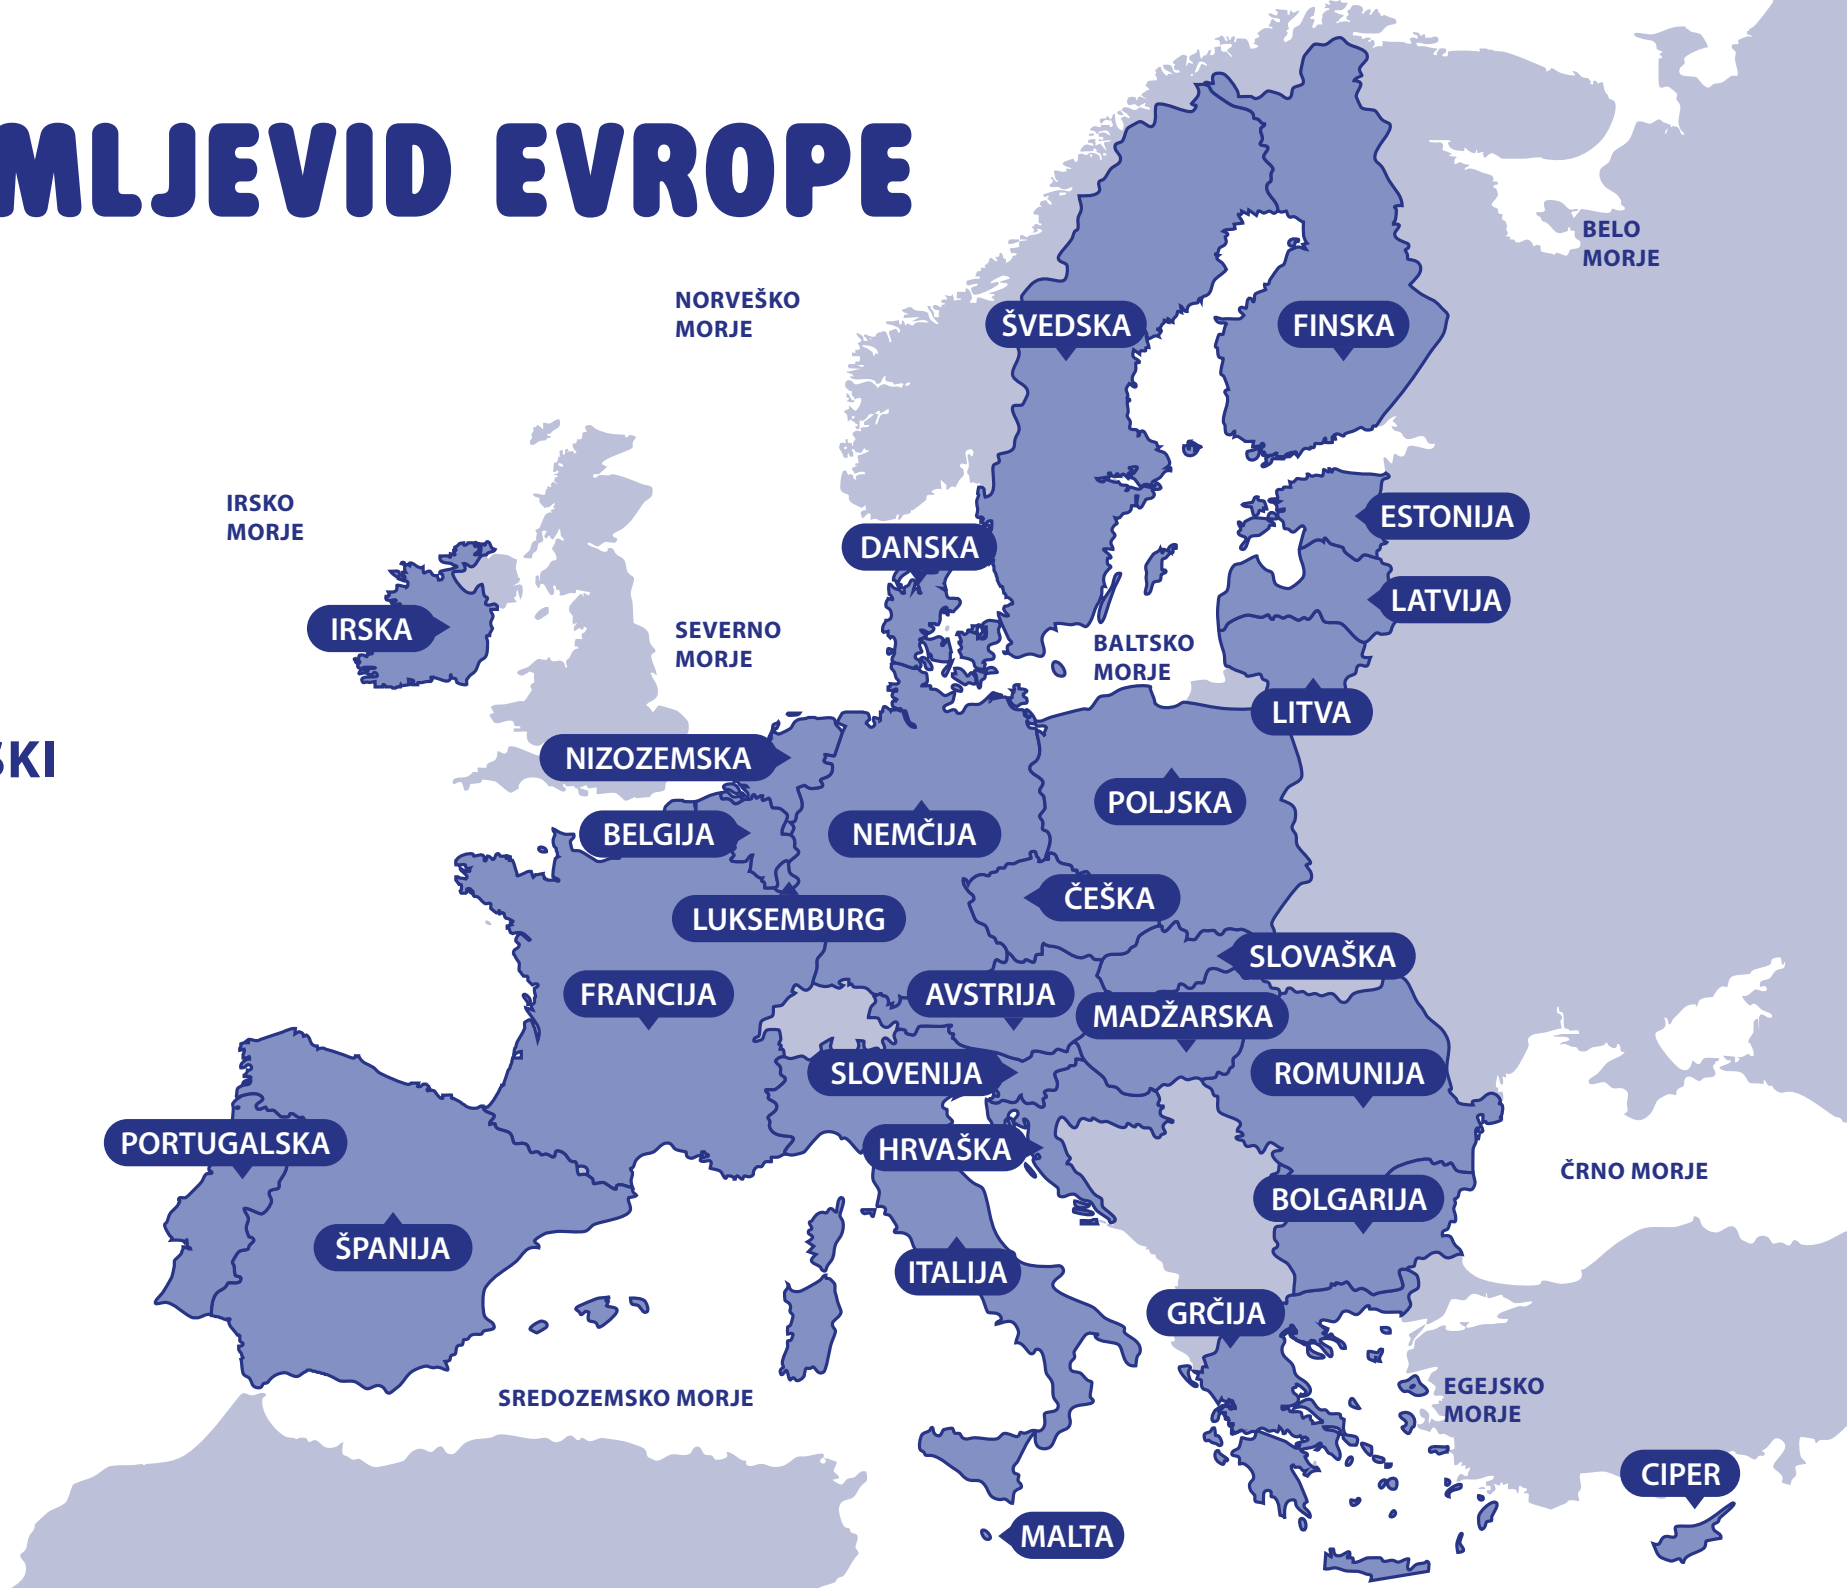 MLJEVID EVROPE
BELO
MORJE
NORVEŠKO
MORJE
ŠVEDSKA
FINSKA
IRSKO
MORJE
ESTONIJA
DANSKA
LATVIJA
IRSKA
SEVERNO
MORJE
BALTSKO
MORJE
LITVA
SKI
NIZOZEMSKA
POLJSKA
BELGIJA
NEMČIJA
ČEŠKA
LUKSEMBURG
SLOVAŠKA
FRANCIJA
AVSTRIJA
MADŽARSKA
SLOVENIJA
ROMUNIJA
PORTUGALSKA
HRVAŠKA
ČRNO MORJE
BOLGARIJA
ŠPANIJA
ITALIJA
GRČIJA
SREDOZEMSKO MORJE
EGEJSKO
MORJE
CIPER
MALTA